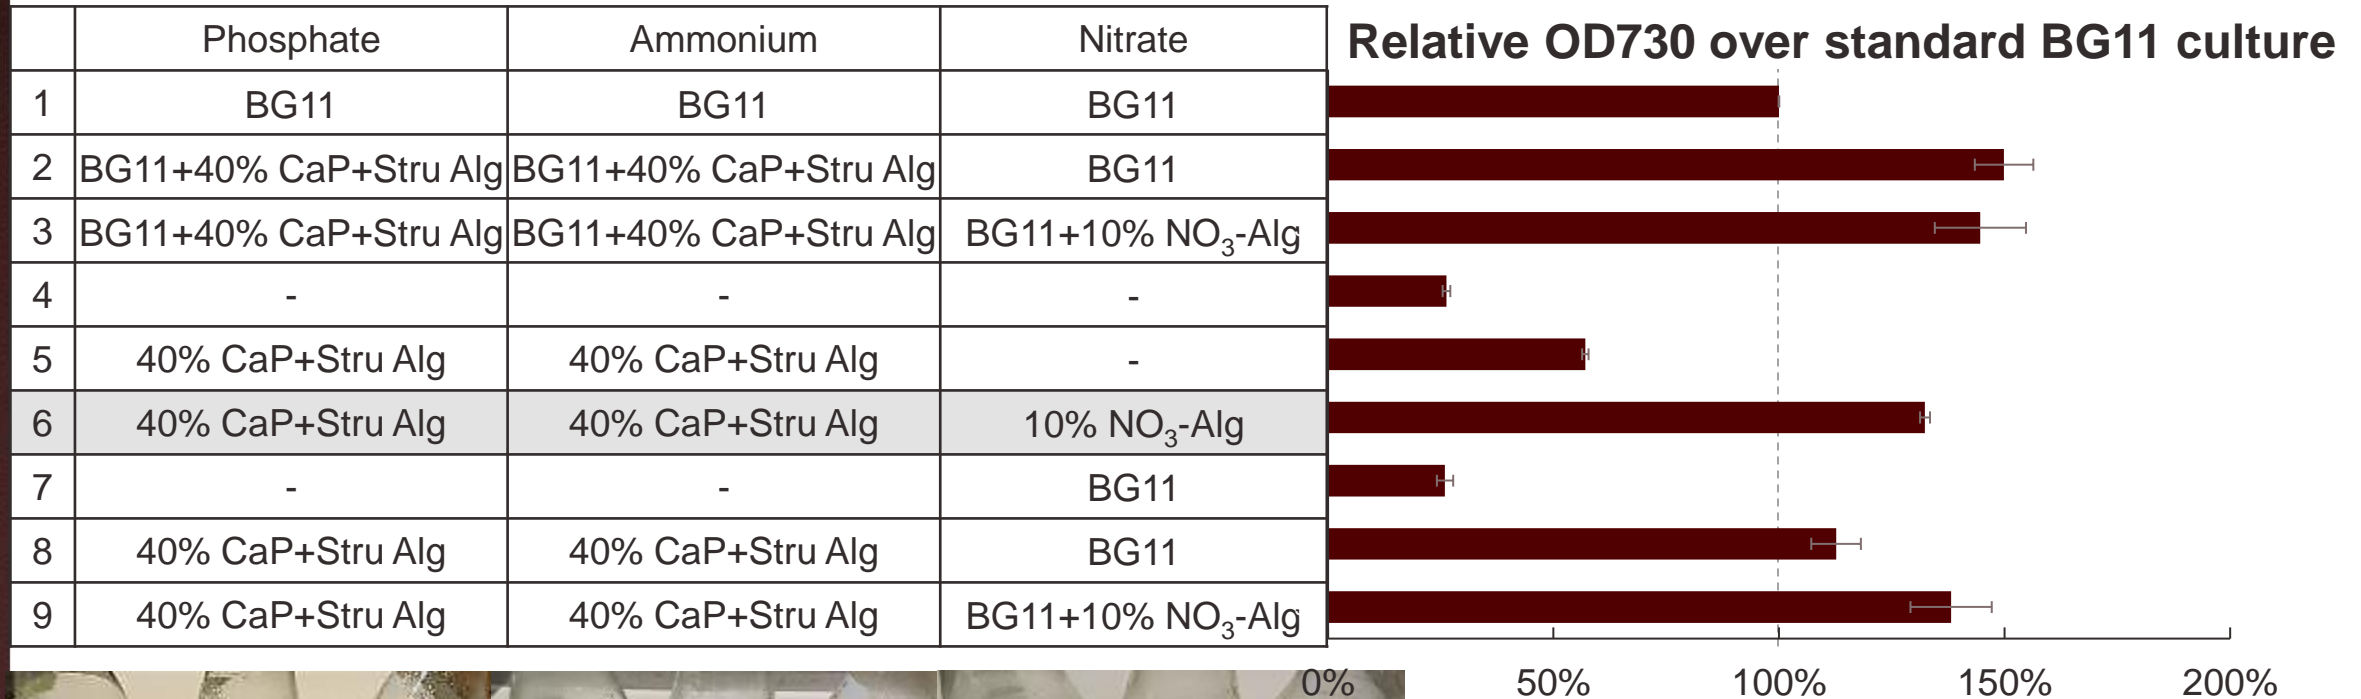 Phosphate Ammonium Nitrate Relative OD730 over standard BG11 culture
1 BG11 BG11 BG11
2 BG11+40% CaP+Stru Alg BG11+40% CaP+Stru Alg BG11
3 BG11+40% CaP+Stru Alg BG11+40% CaP+Stru Alg BG11+10% NO₃-Alg
4 - - -
5 40% CaP+Stru Alg 40% CaP+Stru Alg -
6 40% CaP+Stru Alg 40% CaP+Stru Alg 10% NO₃-Alg
7 - - BG11
8 40% CaP+Stru Alg 40% CaP+Stru Alg BG11
9 40% CaP+Stru Alg 40% CaP+Stru Alg BG11+10% NO₃-Alg
0% 50% 100% 150% 200%